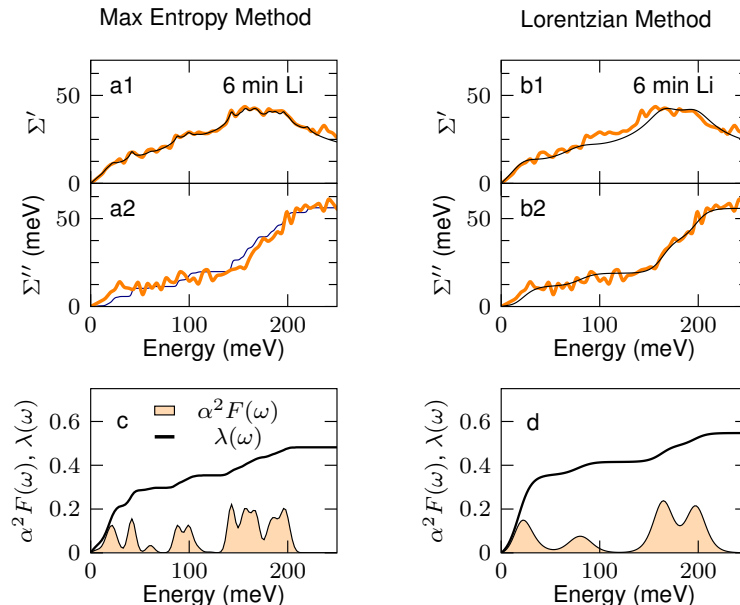 Max Entropy Method
Lorentzian Method
a1
6 min Li
Σ′
50
0
a2
Σ′′ (meV)
50
0
0
100
200
Energy (meV)
b1
6 min Li
Σ′
50
0
b2
Σ′′ (meV)
50
0
0
100
200
Energy (meV)
c
α²F(ω)
λ(ω)
α²F(ω), λ(ω)
0.6
0.4
0.2
0
0
100
200
Energy (meV)
d
α²F(ω), λ(ω)
0.6
0.4
0.2
0
0
100
200
Energy (meV)